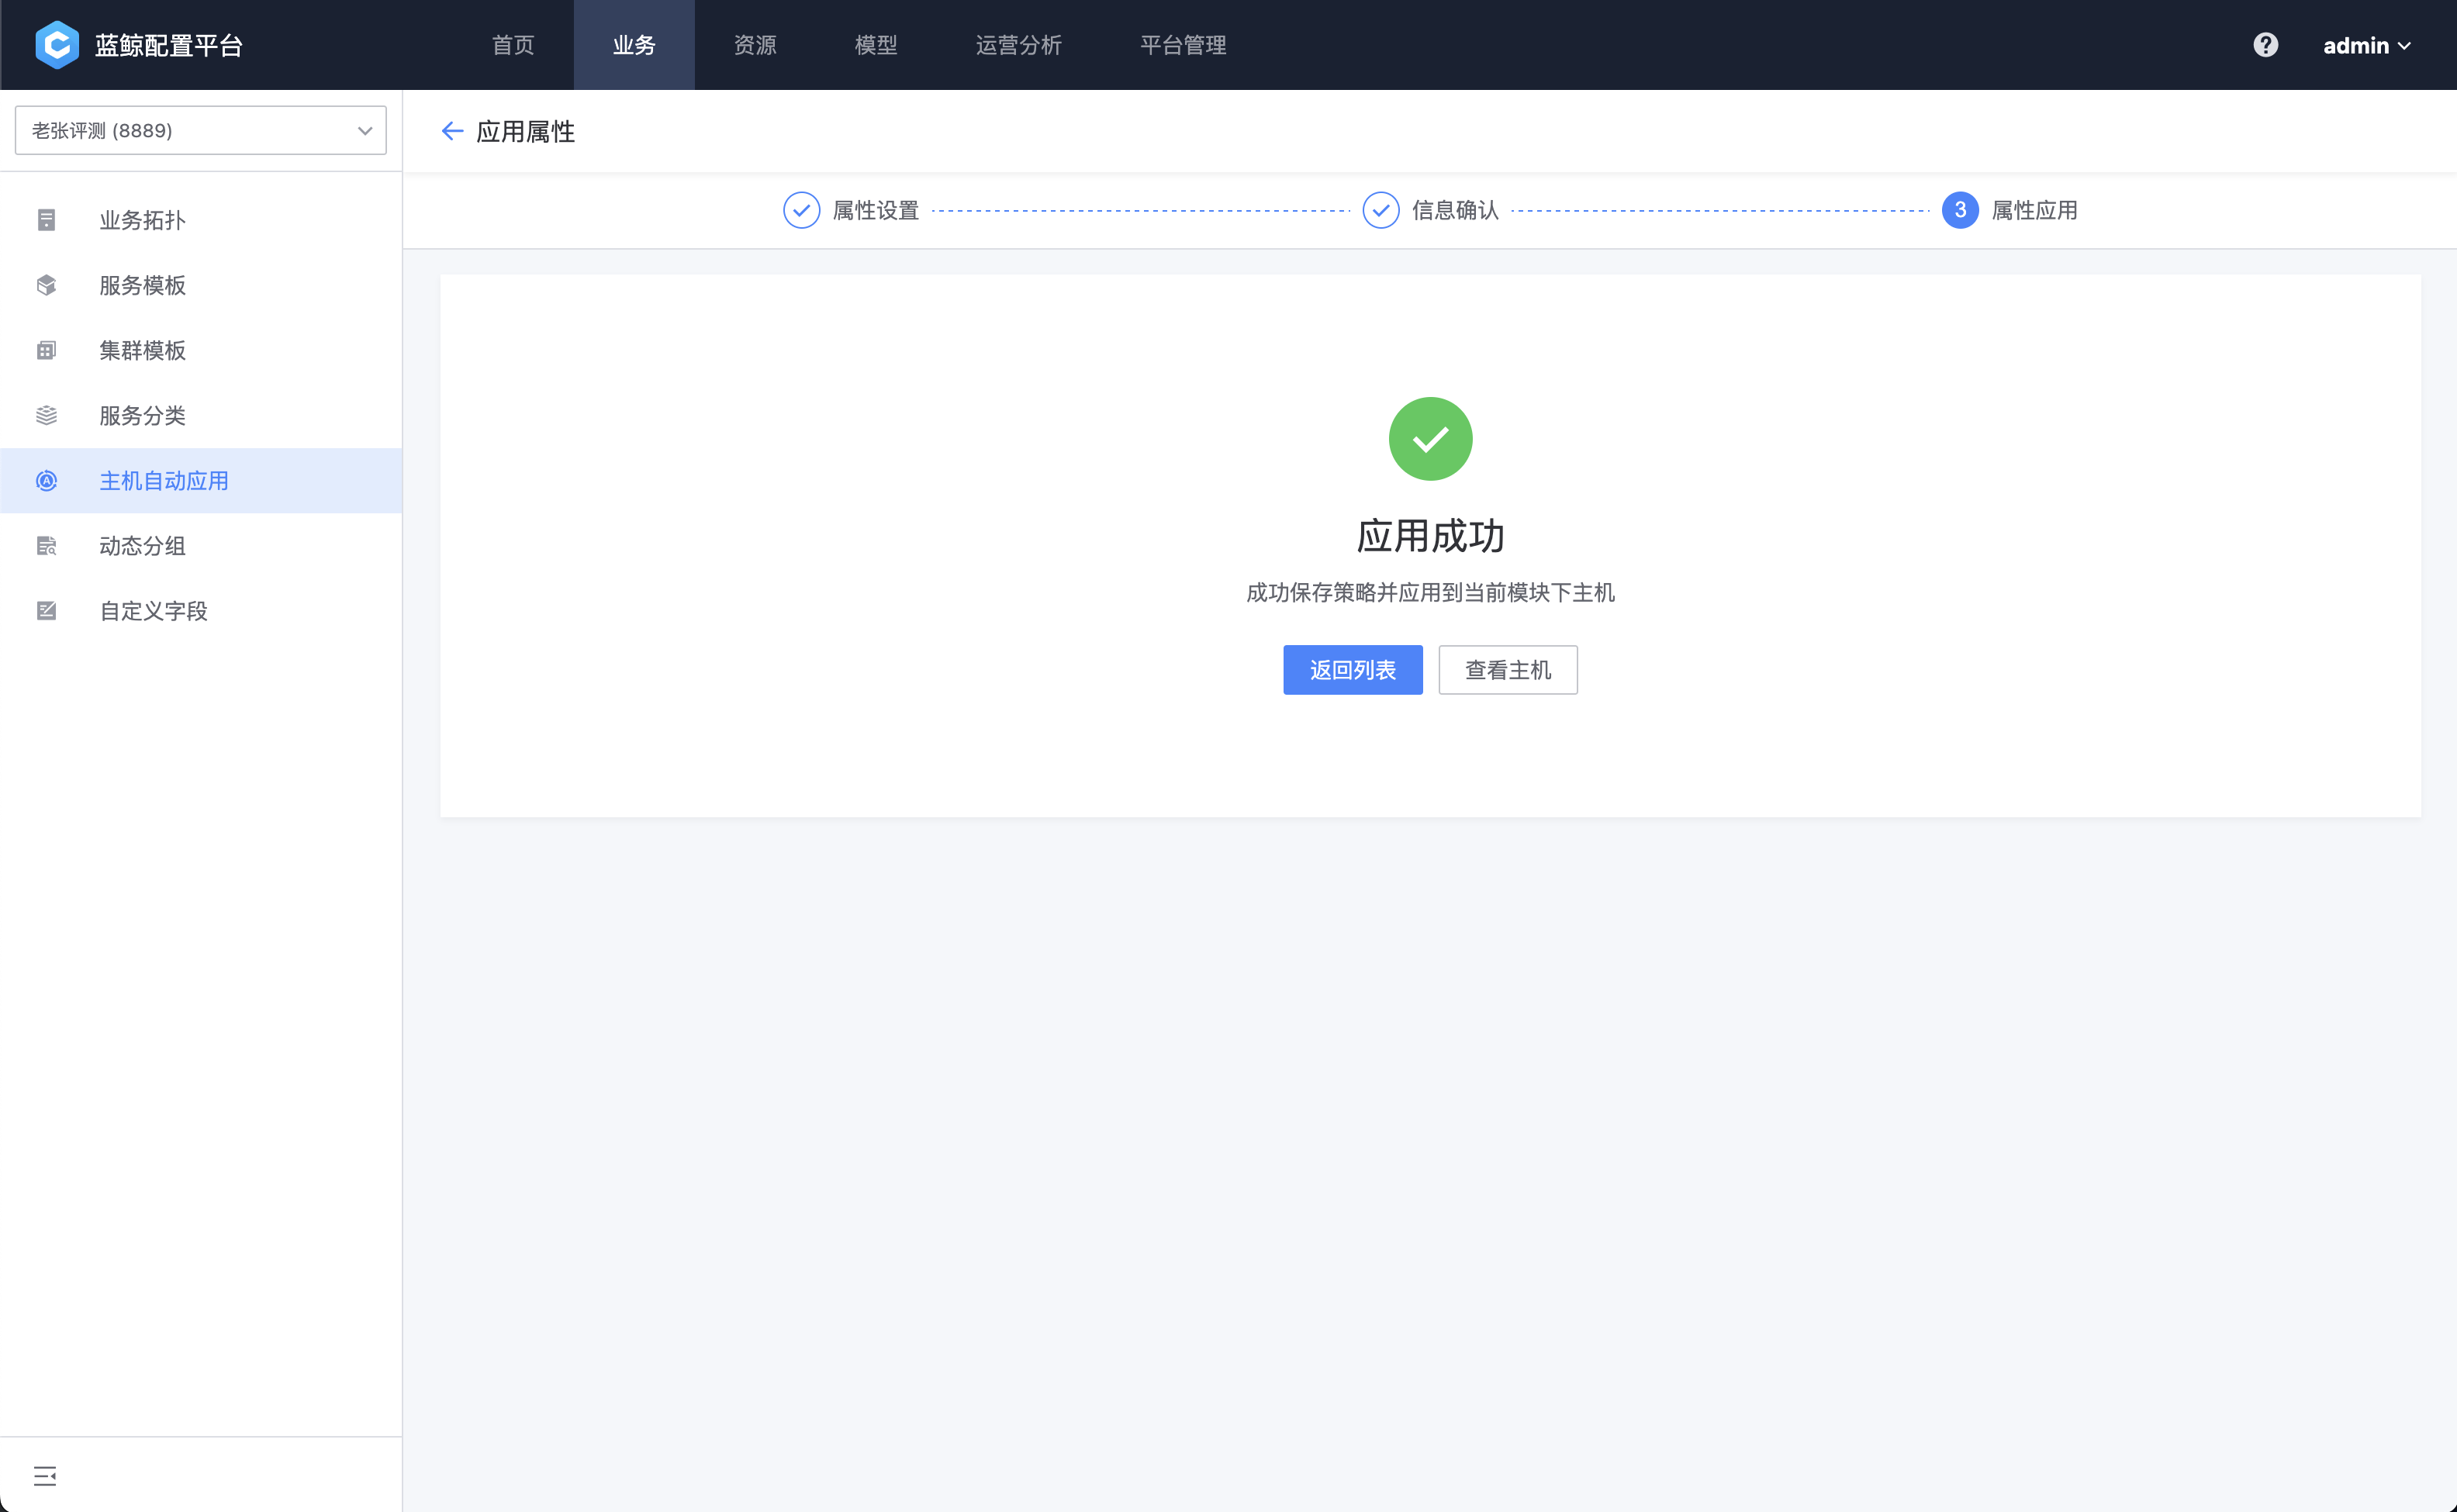 蓝鲸配置平台
首页 业务 资源 模型 运营分析 平台管理
admin
老张评测 (8889)
业务拓扑
服务模板
集群模板
服务分类
主机自动应用
动态分组
自定义字段
应用属性
属性设置 信息确认 3 属性应用
应用成功
成功保存策略并应用到当前模块下主机
返回列表 查看主机